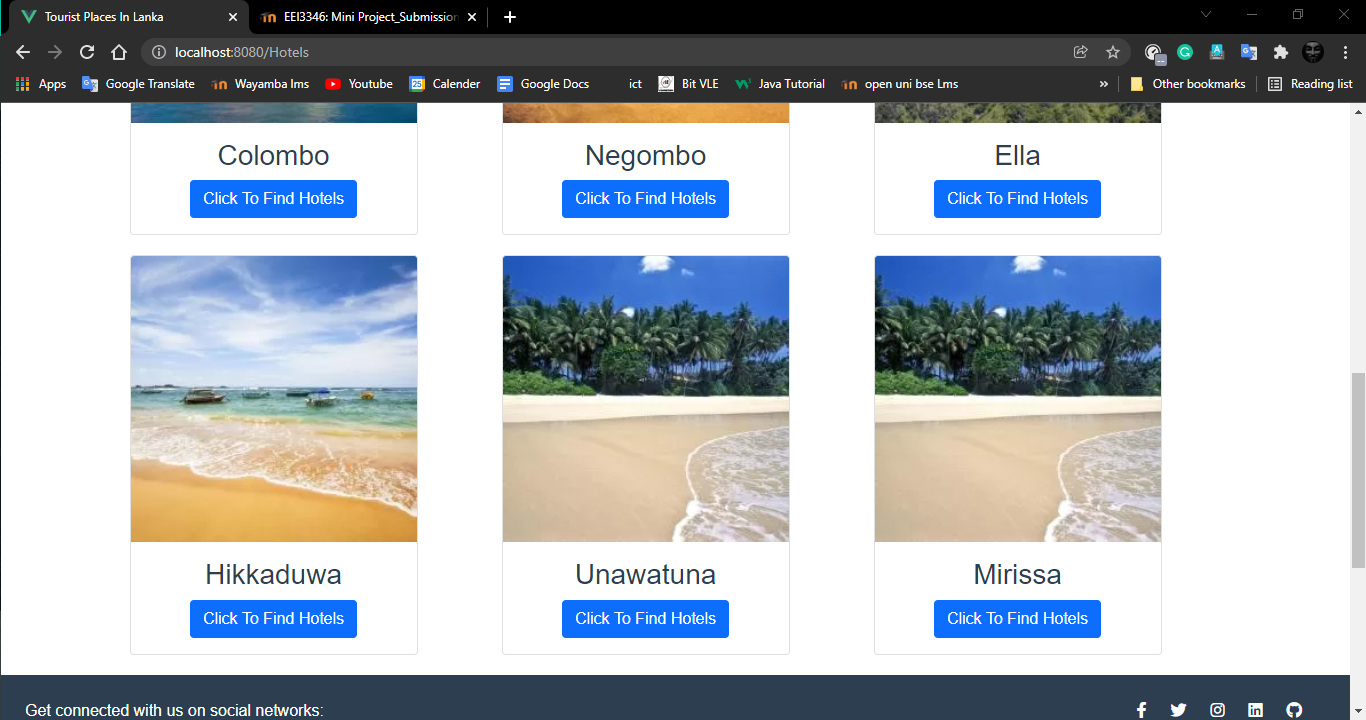 Tourist Places In Lanka
EEI3346: Mini Project_Submission
localhost:8080/Hotels
Apps
Google Translate
Wayamba lms
Youtube
Calender
Google Docs
ict
Bit VLE
Java Tutorial
open uni bse Lms
»
Other bookmarks
Reading list
Colombo
Negombo
Ella
Click To Find Hotels
Click To Find Hotels
Click To Find Hotels
Hikkaduwa
Unawatuna
Mirissa
Click To Find Hotels
Click To Find Hotels
Click To Find Hotels
Get connected with us on social networks: